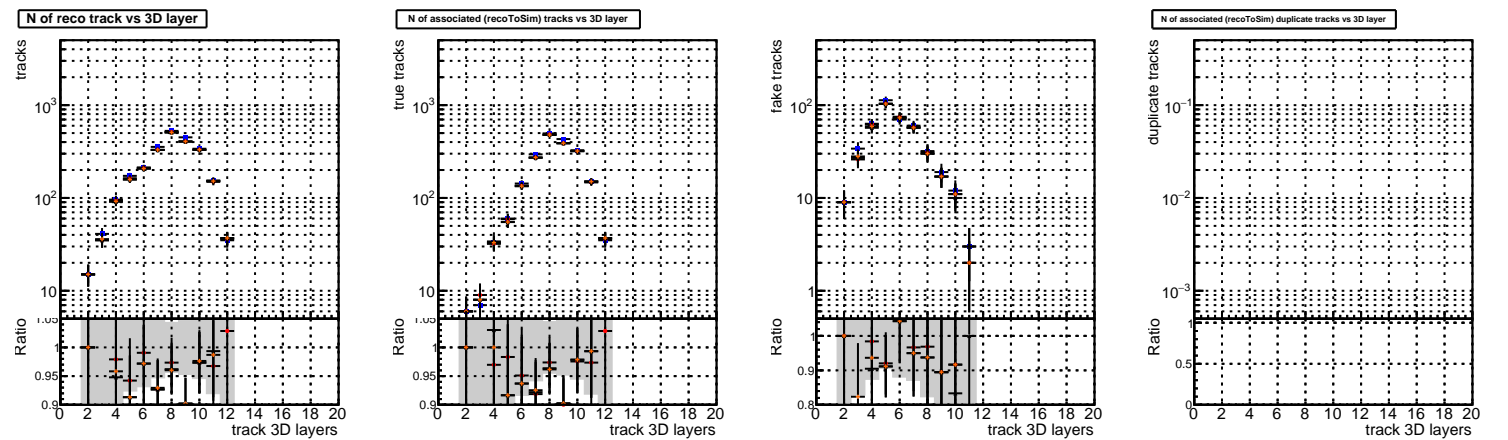 N of reco track vs 3D layer
tracks
10³
10²
10
Ratio
1.05
1
0.95
0.9
0 2 4 6 8 10 12 14 16 18 20
track 3D layers
N of associated (recoToSim) tracks vs 3D layer
true tracks
10³
10²
10
Ratio
1.05
1
0.95
0.9
0 2 4 6 8 10 12 14 16 18 20
track 3D layers
fake tracks
10²
10
1
Ratio
1
0.9
0.8
0 2 4 6 8 10 12 14 16 18 20
track 3D layers
N of associated (recoToSim) duplicate tracks vs 3D layer
duplicate tracks
10⁻¹
10⁻²
10⁻³
Ratio
1
0.5
0
0 2 4 6 8 10 12 14 16 18 20
track 3D layers